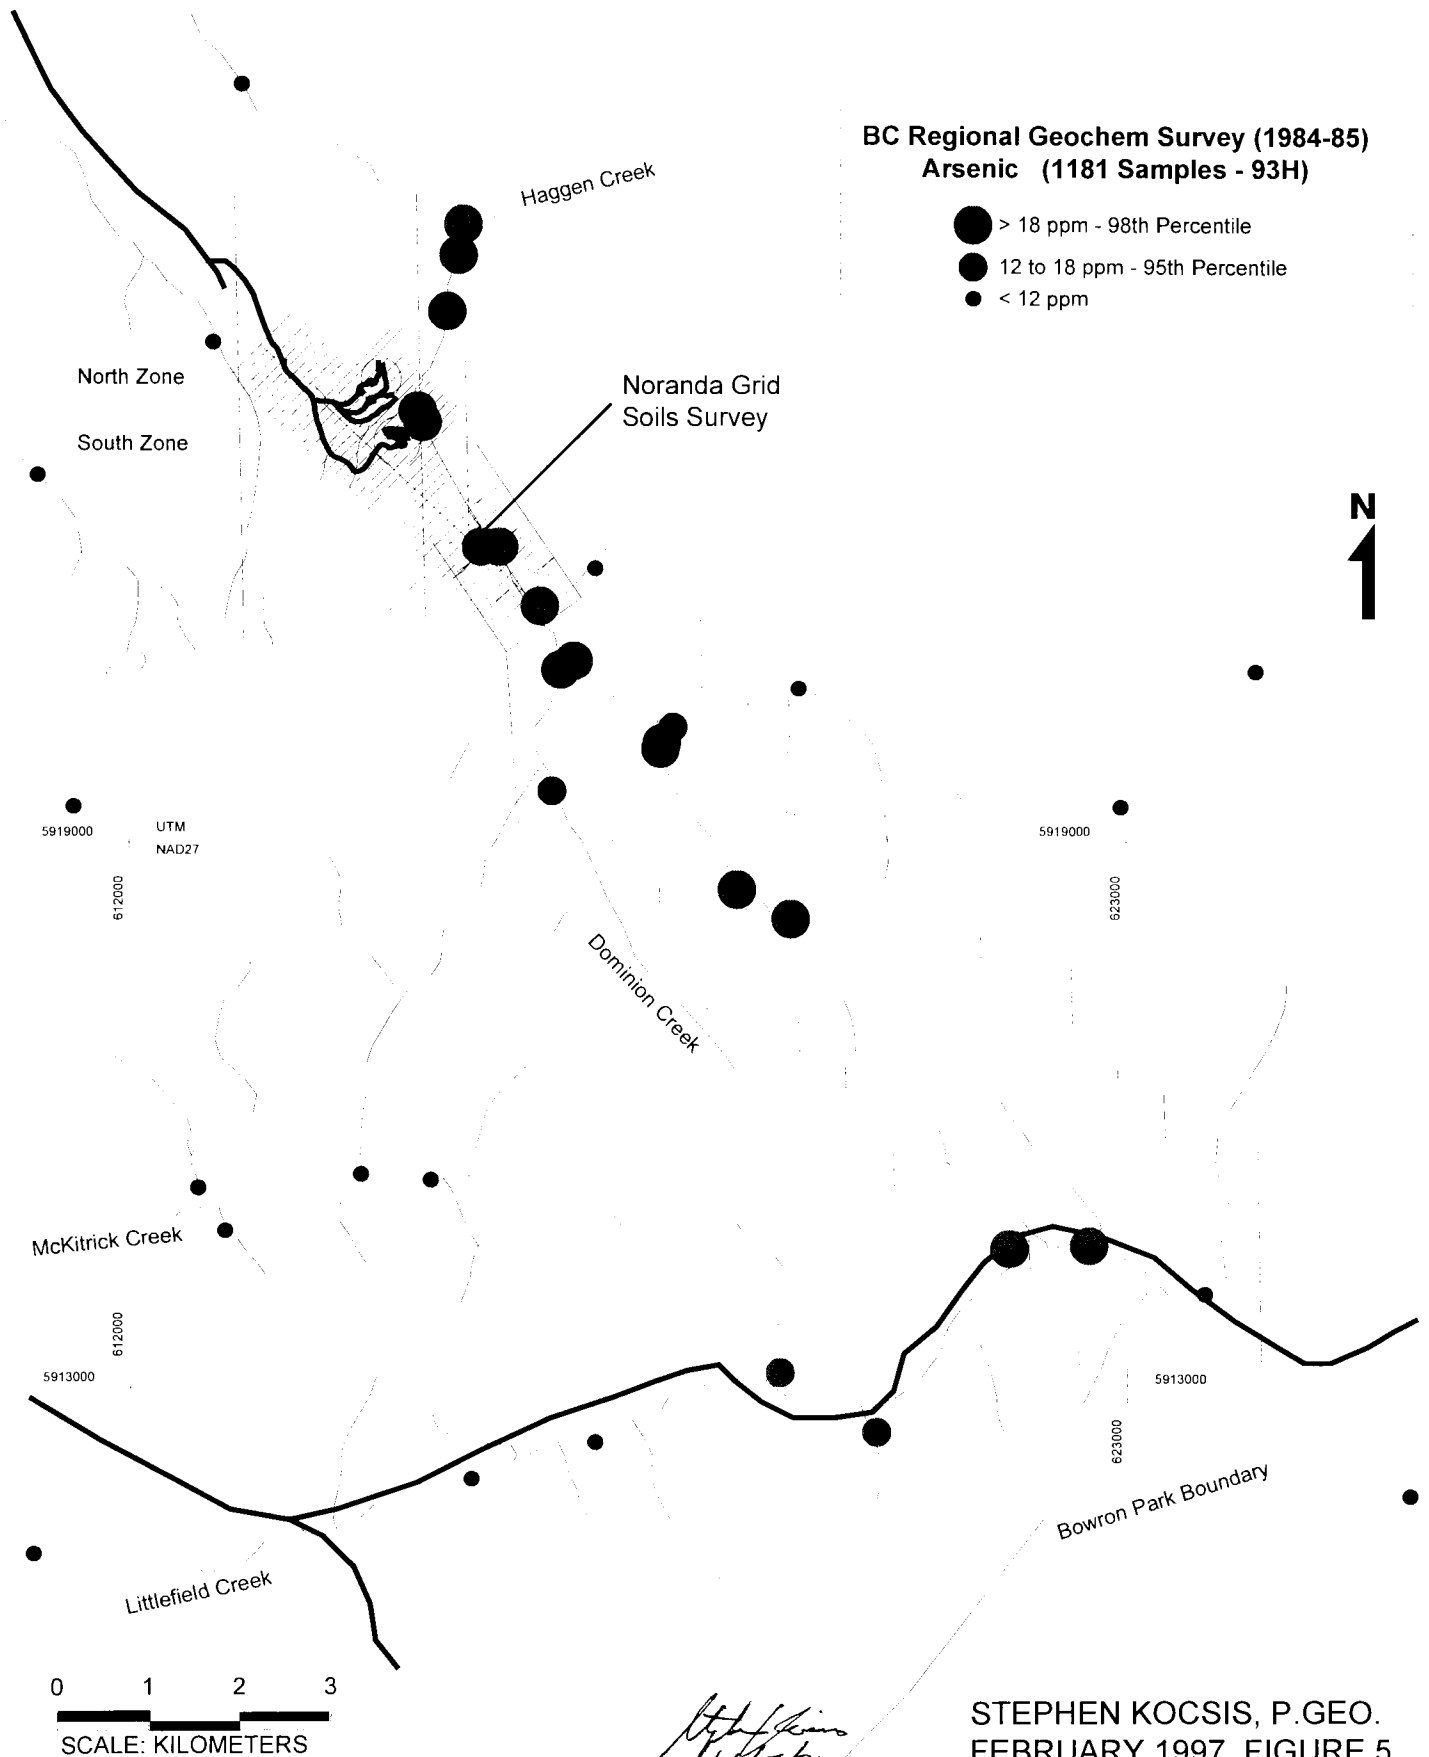 BC Regional Geochem Survey (1984-85)
Arsenic (1181 Samples - 93H)
> 18 ppm - 98th Percentile
12 to 18 ppm - 95th Percentile
< 12 ppm
Haggen Creek
North Zone
South Zone
Noranda Grid
Soils Survey
N
5919000
UTM
NAD27
612000
5919000
623000
Dominion Creek
McKitrick Creek
612000
5913000
5913000
623000
Bowron Park Boundary
Littlefield Creek
0 1 2 3
SCALE: KILOMETERS
STEPHEN KOCSIS, P.GEO.
FEBRUARY 1997, FIGURE 5